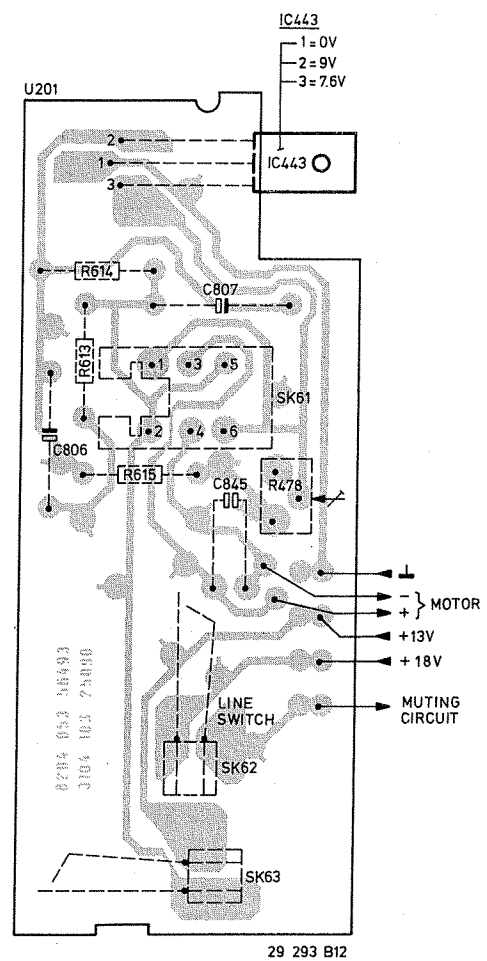 IC443
1=0V
2=9V
3=7.6V
U201
2
1
3
IC443
R614
C807
R613
1 3 5
SK61
2 4 6
C806
R615
C845
R478
⊥
−
+
MOTOR
+13V
+18V
LINE
SWITCH
MUTING
CIRCUIT
SK62
SK63
29 293 B12